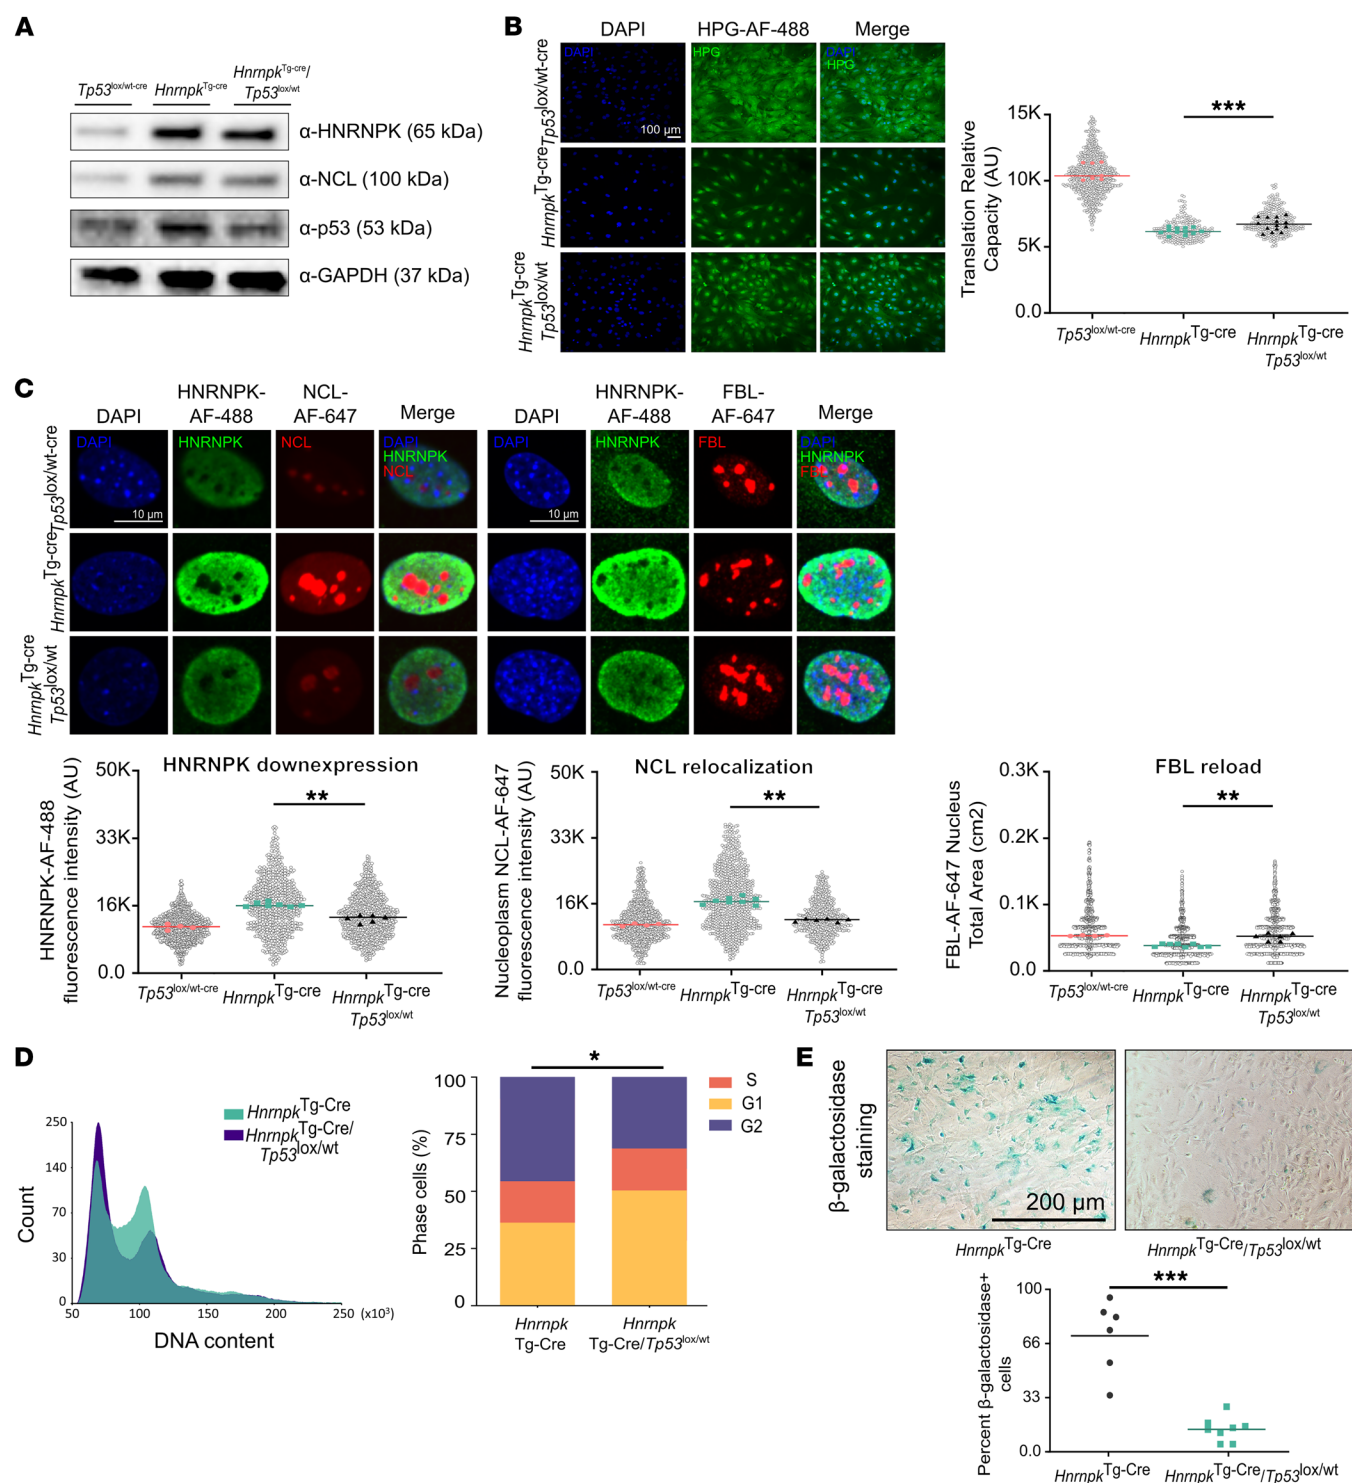 A
Tp53lox/wt-cre
HnrnpkTg-cre
HnrnpkTg-cre/
Tp53lox/wt
α-HNRNPK (65 kDa)
α-NCL (100 kDa)
α-p53 (53 kDa)
α-GAPDH (37 kDa)
B
DAPI
HPG-AF-488
Merge
Tp53lox/wt-cre
DAPI
HPG
DAPI
HPG
100 µm
HnrnpkTg-cre
HnrnpkTg-cre
Tp53lox/wt
Translation Relative
Capacity (AU)
15K
10K
5K
0.0
***
Tp53lox/wt-cre
HnrnpkTg-cre
HnrnpkTg-cre
Tp53lox/wt
C
DAPI
HNRNPK-
AF-488
NCL-
AF-647
Merge
DAPI
HNRNPK-
AF-488
FBL-
AF-647
Merge
Tp53lox/wt-cre
DAPI
HNRNPK
NCL
DAPI
HNRNPK
NCL
DAPI
HNRNPK
FBL
DAPI
HNRNPK
FBL
10 µm
10 µm
HnrnpkTg-cre
HnrnpkTg-cre
Tp53lox/wt
HNRNPK downexpression
HNRNPK-AF-488
fluorescence intensity (AU)
50K
33K
16K
0.0
**
Tp53lox/wt-cre
HnrnpkTg-cre
HnrnpkTg-cre
Tp53lox/wt
NCL relocalization
Nucleoplasm NCL-AF-647
fluorescence intensity (AU)
50K
33K
16K
0.0
**
Tp53lox/wt-cre
HnrnpkTg-cre
HnrnpkTg-cre
Tp53lox/wt
FBL reload
FBL-AF-647 Nucleus
Total Area (cm2)
0.3K
0.2K
0.1K
0.0
**
Tp53lox/wt-cre
HnrnpkTg-cre
HnrnpkTg-cre
Tp53lox/wt
D
HnrnpkTg-Cre
HnrnpkTg-Cre/
Tp53lox/wt
Count
250
140
70
30
0
50
100
150
200
250
(x10³)
DNA content
Phase cells (%)
100
75
50
25
0
*
S
G1
G2
Hnrnpk
Tg-Cre
Hnrnpk
Tg-Cre/Tp53lox/wt
E
β-galactosidase
staining
200 µm
HnrnpkTg-Cre
HnrnpkTg-Cre/Tp53lox/wt
Percent β-galactosidase+
cells
100
66
33
0.0
***
HnrnpkTg-Cre
HnrnpkTg-Cre/Tp53lox/wt